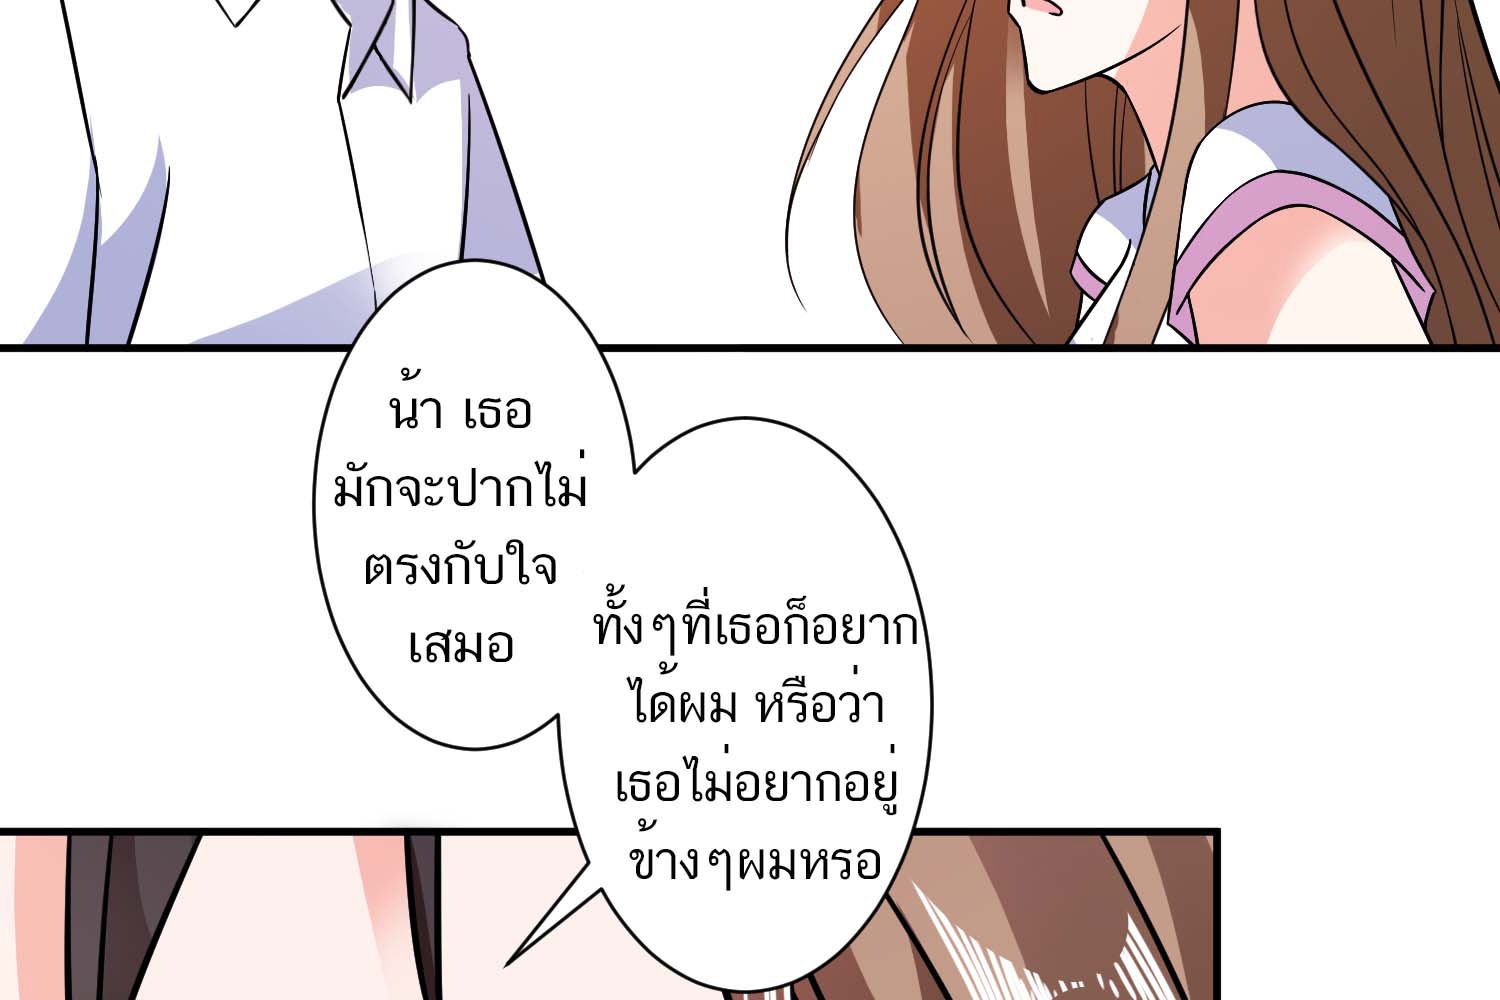 น้า เธอ
มักจะปากไม่
ตรงกับใจ
เสมอ
ทั้งๆที่เธอก็อยาก
ได้ผม หรือว่า
เธอไม่อยากอยู่
ข้างๆผมหรอ